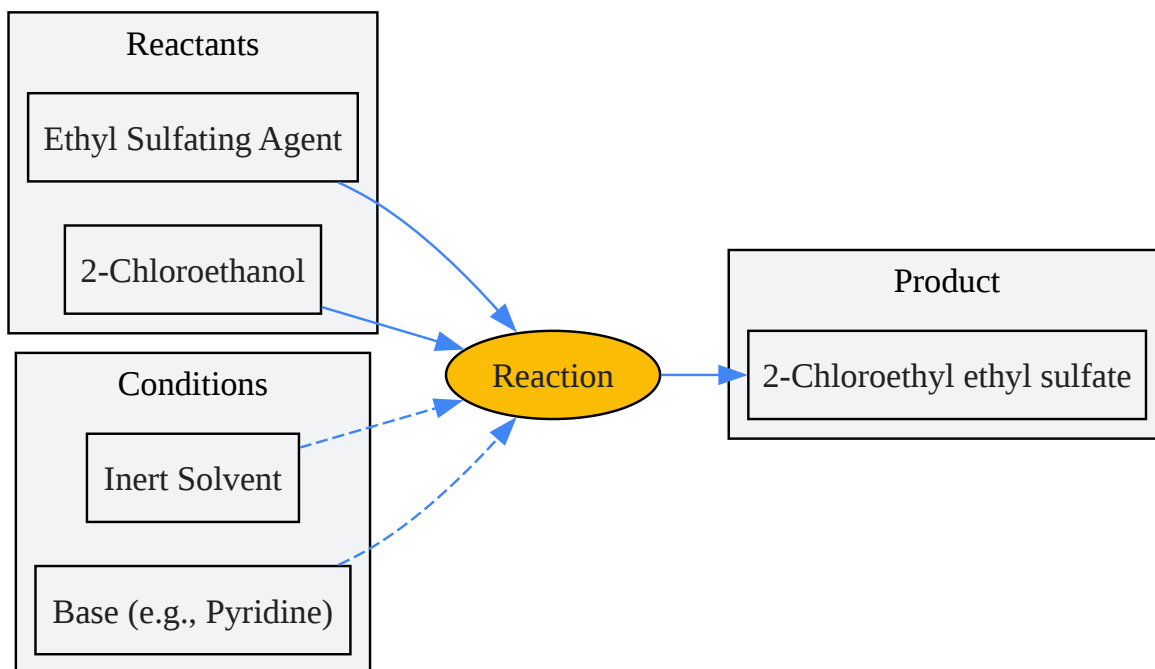 Reactants
Ethyl Sulfating Agent
2-Chloroethanol
Conditions
Inert Solvent
Base (e.g., Pyridine)
Reaction
Product
2-Chloroethyl ethyl sulfate